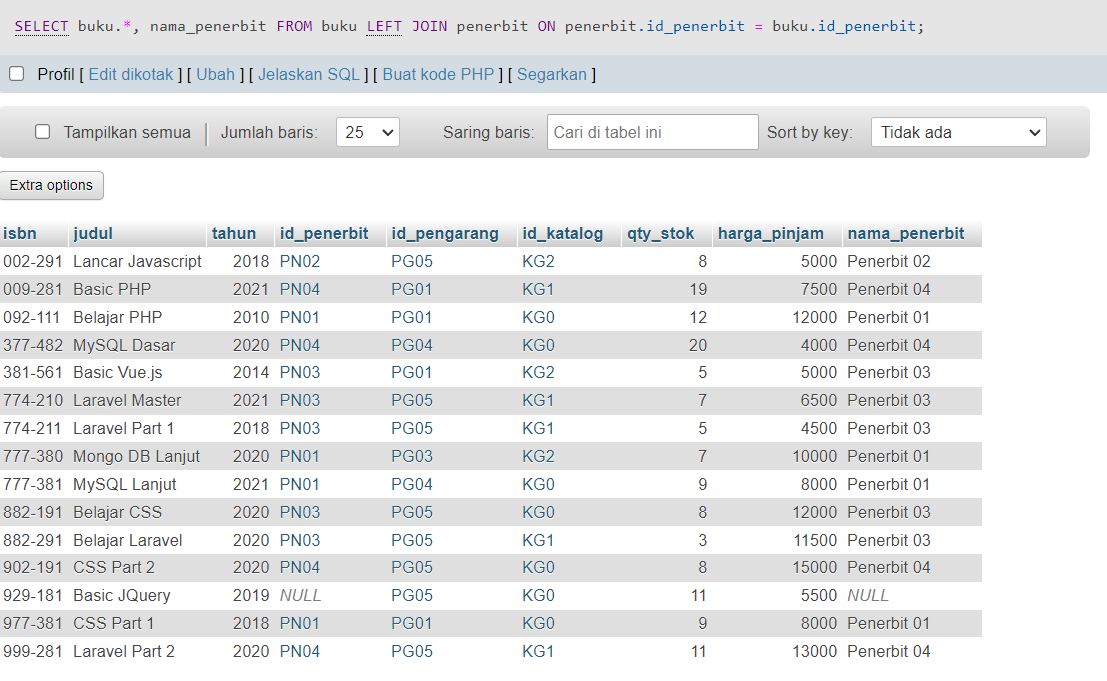 SELECT buku.*, nama_penerbit FROM buku LEFT JOIN penerbit ON penerbit.id_penerbit = buku.id_penerbit;
Profil [ Edit dikotak ] [ Ubah ] [ Jelaskan SQL ] [ Buat kode PHP ] [ Segarkan ]
Tampilkan semua | Jumlah baris: 25 Saring baris: Cari di tabel ini Sort by key: Tidak ada
Extra options
isbn judul tahun id_penerbit id_pengarang id_katalog qty_stok harga_pinjam nama_penerbit
002-291 Lancar Javascript 2018 PN02 PG05 KG2 8 5000 Penerbit 02
009-281 Basic PHP 2021 PN04 PG01 KG1 19 7500 Penerbit 04
092-111 Belajar PHP 2010 PN01 PG01 KG0 12 12000 Penerbit 01
377-482 MySQL Dasar 2020 PN04 PG04 KG0 20 4000 Penerbit 04
381-561 Basic Vue.js 2014 PN03 PG01 KG2 5 5000 Penerbit 03
774-210 Laravel Master 2021 PN03 PG05 KG1 7 6500 Penerbit 03
774-211 Laravel Part 1 2018 PN03 PG05 KG1 5 4500 Penerbit 03
777-380 Mongo DB Lanjut 2020 PN01 PG03 KG2 7 10000 Penerbit 01
777-381 MySQL Lanjut 2021 PN01 PG04 KG0 9 8000 Penerbit 01
882-191 Belajar CSS 2020 PN03 PG05 KG0 8 12000 Penerbit 03
882-291 Belajar Laravel 2020 PN03 PG05 KG1 3 11500 Penerbit 03
902-191 CSS Part 2 2020 PN04 PG05 KG0 8 15000 Penerbit 04
929-181 Basic JQuery 2019 NULL PG05 KG0 11 5500 NULL
977-381 CSS Part 1 2018 PN01 PG01 KG0 9 8000 Penerbit 01
999-281 Laravel Part 2 2020 PN04 PG05 KG1 11 13000 Penerbit 04